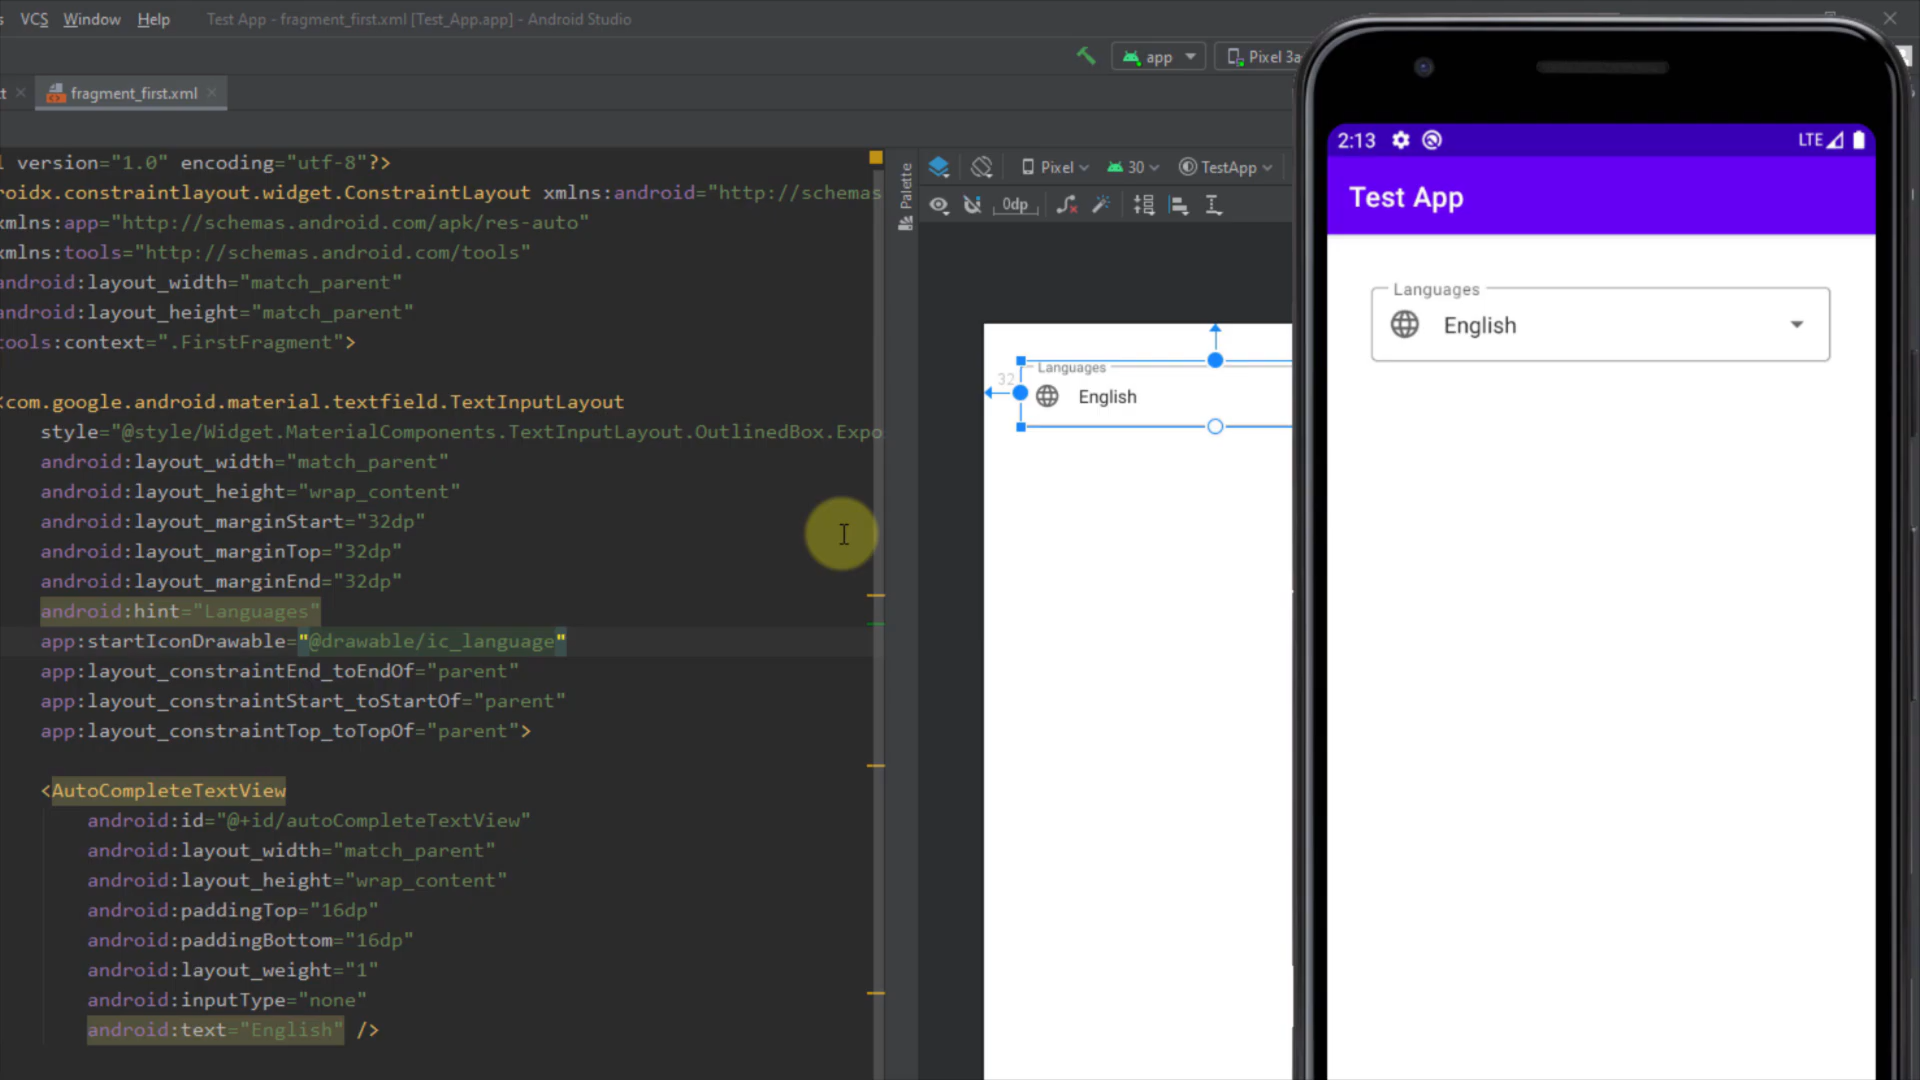 VCS Window Help Test App - fragment_first.xml [Test_App.app] - Android Studio
app Pixel 3a
fragment_first.xml
version="1.0" encoding="utf-8"?>
roidx.constraintlayout.widget.ConstraintLayout xmlns:android="http://schemas
xmlns:app="http://schemas.android.com/apk/res-auto"
xmlns:tools="http://schemas.android.com/tools"
android:layout_width="match_parent"
android:layout_height="match_parent"
tools:context=".FirstFragment">
<com.google.android.material.textfield.TextInputLayout
style="@style/Widget.MaterialComponents.TextInputLayout.OutlinedBox.Expo
android:layout_width="match_parent"
android:layout_height="wrap_content"
android:layout_marginStart="32dp"
android:layout_marginTop="32dp"
android:layout_marginEnd="32dp"
android:hint="Languages"
app:startIconDrawable="@drawable/ic_language"
app:layout_constraintEnd_toEndOf="parent"
app:layout_constraintStart_toStartOf="parent"
app:layout_constraintTop_toTopOf="parent">
<AutoCompleteTextView
android:id="@+id/autoCompleteTextView"
android:layout_width="match_parent"
android:layout_height="wrap_content"
android:paddingTop="16dp"
android:paddingBottom="16dp"
android:layout_weight="1"
android:inputType="none"
android:text="English" />
Palette
Pixel 30 TestApp
0dp
32
Languages
English
2:13 LTE
Test App
Languages
English